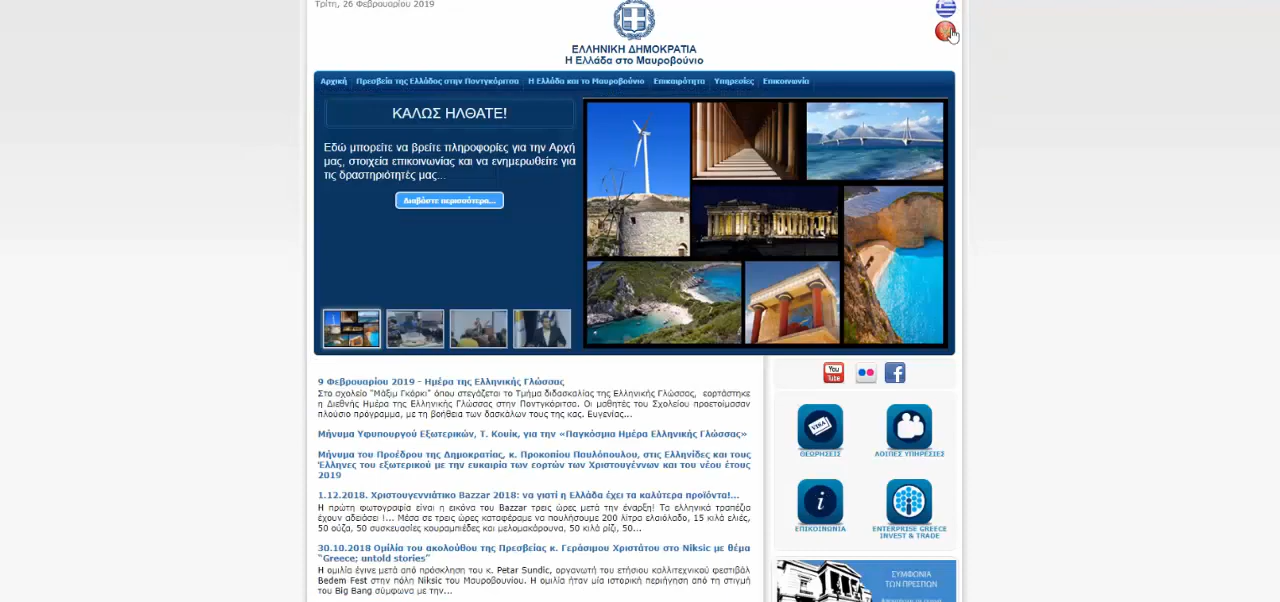 Τρίτη, 26 Φεβρουαρίου 2019
ΕΛΛΗΝΙΚΗ ΔΗΜΟΚΡΑΤΙΑ
Η Ελλάδα στο Μαυροβούνιο
Αρχική Πρεσβεία της Ελλάδος στην Ποντγκόριτσα Η Ελλάδα και το Μαυροβούνιο Επικαιρότητα Υπηρεσίες Επικοινωνία
ΚΑΛΩΣ ΗΛΘΑΤΕ!
Εδώ μπορείτε να βρείτε πληροφορίες για την Αρχή
μας, στοιχεία επικοινωνίας και να ενημερωθείτε για
τις δραστηριότητές μας...
Διαβάστε περισσότερα...
9 Φεβρουαρίου 2019 - Ημέρα της Ελληνικής Γλώσσας
Στο σχολείο "Μάξιμ Γκόρκι" όπου στεγάζεται το Τμήμα διδασκαλίας της Ελληνικής Γλώσσας, εορτάστηκε
η Διεθνής Ημέρα της Ελληνικής Γλώσσας στην Ποντγκόριτσα. Οι μαθητές του Σχολείου προετοίμασαν
πλούσιο πρόγραμμα, με τη βοήθεια των δασκάλων τους της κας. Ευγενίας...
Μήνυμα Υφυπουργού Εξωτερικών, Τ. Κουίκ, για την «Παγκόσμια Ημέρα Ελληνικής Γλώσσας»
Μήνυμα του Προέδρου της Δημοκρατίας, κ. Προκοπίου Παυλόπουλου, στις Ελληνίδες και τους
Έλληνες του εξωτερικού με την ευκαιρία των εορτών των Χριστουγέννων και του νέου έτους
2019
1.12.2018. Χριστουγεννιάτικο Bazzar 2018: να γιατί η Ελλάδα έχει τα καλύτερα προϊόντα!...
Η πρώτη φωτογραφία είναι η εικόνα του Bazzar τρεις ώρες μετά την έναρξη! Τα ελληνικά τραπέζια
έχουν αδειάσει !... Μέσα σε τρεις ώρες καταφέραμε να πουλήσουμε 200 λίτρα ελαιόλαδο, 15 κιλά ελιές,
50 ούζα, 50 συσκευασίες κουραμπιέδες και μελομακάρουνα, 50 κιλά ρίζι, 50...
30.10.2018 Ομιλία του ακολούθου της Πρεσβείας κ. Γεράσιμου Χριστάτου στο Niksic με θέμα
"Greece; untold stories"
Η ομιλία έγινε μετά από πρόσκληση του κ. Petar Sundic, οργανωτή του ετήσιου καλλιτεχνικού φεστιβάλ
Bedem Fest στην πόλη Niksic του Μαυροβουνίου. Η ομιλία ήταν μία ιστορική περιήγηση από τη στιγμή
του Big Bang σύμφωνα με την...
You
Tube
VISA
ΘΕΩΡΗΣΕΙΣ
ΛΟΙΠΕΣ ΥΠΗΡΕΣΙΕΣ
ΕΠΙΚΟΙΝΩΝΙΑ
ENTERPRISE GREECE
INVEST & TRADE
ΣΥΜΦΩΝΙΑ
ΤΩΝ ΠΡΕΣΠΩΝ